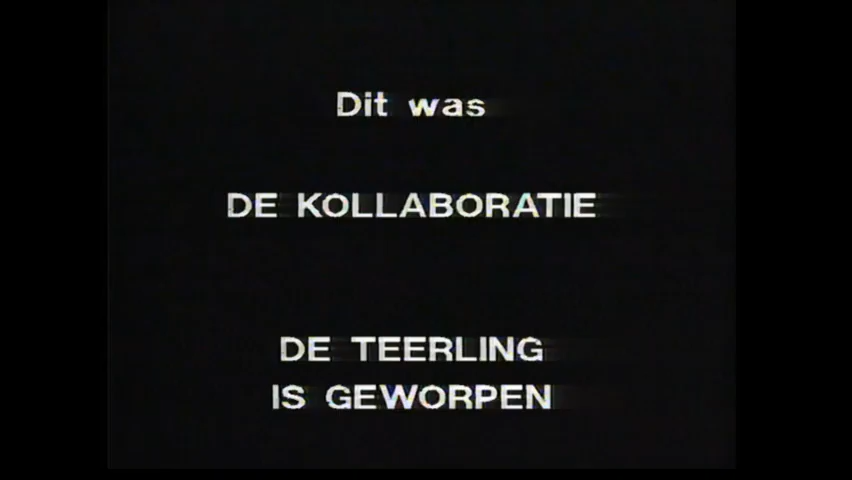 Dit was
DE KOLLABORATIE
DE TEERLING
IS GEWORPEN